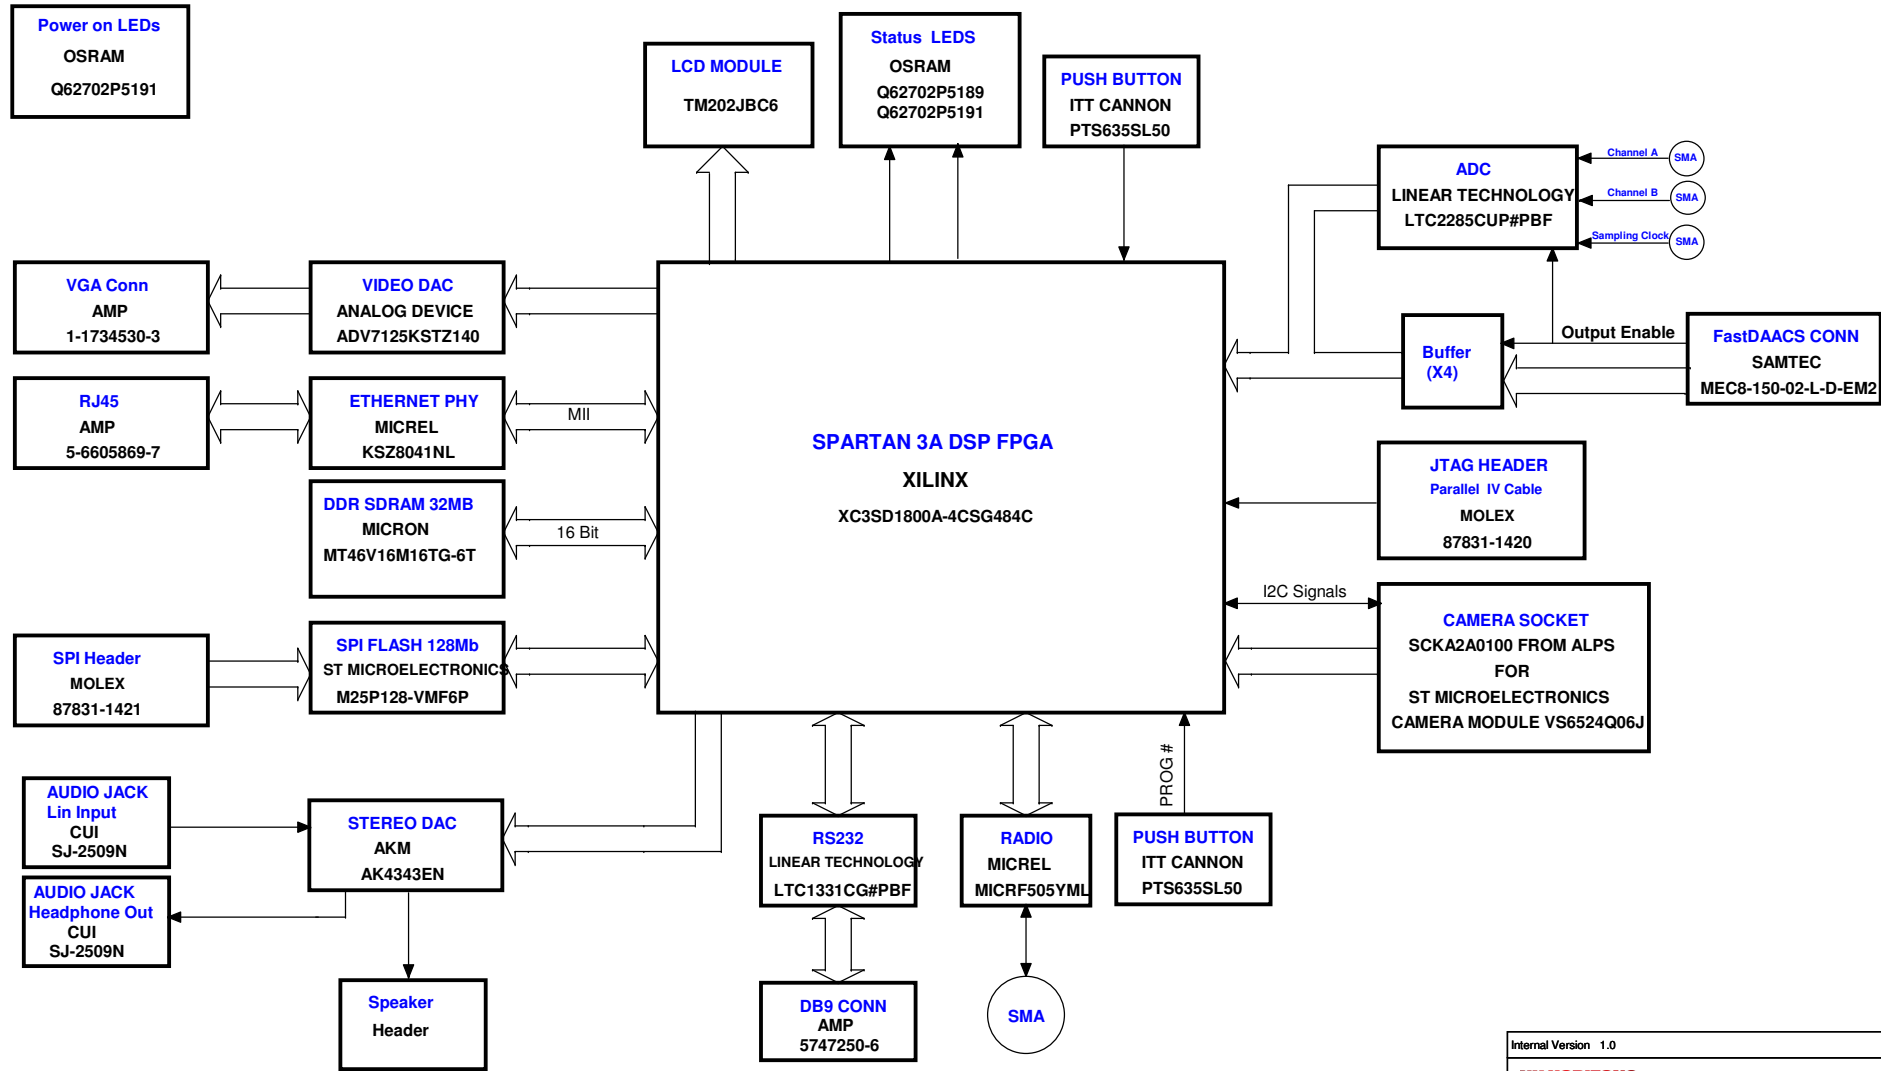 Power on LEDs
OSRAM
Q62702P5191
LCD MODULE
TM202JBC6
Status LEDS
OSRAM
Q62702P5189
Q62702P5191
PUSH BUTTON
ITT CANNON
PTS635SL50
ADC
LINEAR TECHNOLOGY
LTC2285CUP#PBF
Channel A
SMA
Channel B
SMA
Sampling Clock
SMA
VGA Conn
AMP
1-1734530-3
VIDEO DAC
ANALOG DEVICE
ADV7125KSTZ140
Buffer
(X4)
Output Enable
FastDAACS CONN
SAMTEC
MEC8-150-02-L-D-EM2
RJ45
AMP
5-6605869-7
ETHERNET PHY
MICREL
KSZ8041NL
MII
SPARTAN 3A DSP FPGA
XILINX
XC3SD1800A-4CSG484C
JTAG HEADER
Parallel IV Cable
MOLEX
87831-1420
DDR SDRAM 32MB
MICRON
MT46V16M16TG-6T
16 Bit
I2C Signals
CAMERA SOCKET
SCKA2A0100 FROM ALPS
FOR
ST MICROELECTRONICS
CAMERA MODULE VS6524Q06J
SPI Header
MOLEX
87831-1421
SPI FLASH 128Mb
ST MICROELECTRONICS
M25P128-VMF6P
AUDIO JACK
Lin Input
CUI
SJ-2509N
STEREO DAC
AKM
AK4343EN
AUDIO JACK
Headphone Out
CUI
SJ-2509N
Speaker
Header
RS232
LINEAR TECHNOLOGY
LTC1331CG#PBF
RADIO
MICREL
MICRF505YML
PROG #
PUSH BUTTON
ITT CANNON
PTS635SL50
DB9 CONN
AMP
5747250-6
SMA
Internal Version 1.0